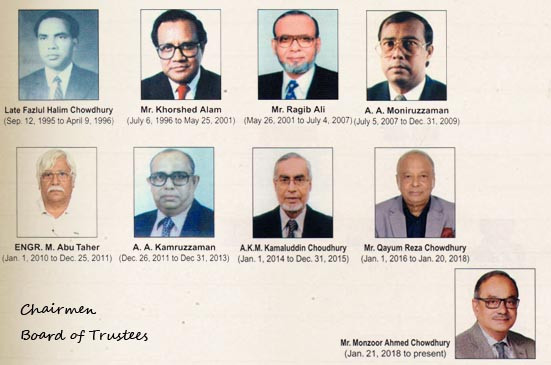 Late Fazlul Halim Chowdhury
(Sep. 12, 1995 to April 9, 1996)
Mr. Khorshed Alam
(July 6, 1996 to May 25, 2001)
Mr. Ragib Ali
(May 26, 2001 to July 4, 2007)
A. A. Moniruzzaman
(July 5, 2007 to Dec. 31, 2009)
ENGR. M. Abu Taher
(Jan. 1, 2010 to Dec. 25, 2011)
A. A. Kamruzzaman
(Dec. 26, 2011 to Dec 31, 2013)
A.K.M. Kamaluddin Choudhury
(Jan. 1, 2014 to Dec. 31, 2015)
Mr. Qayum Reza Chowdhury
(Jan. 1, 2016 to Jan. 20, 2018)
Chairmen
Board of Trustees
Mr. Monzoor Ahmed Chowdhury
(Jan. 21, 2018 to present)